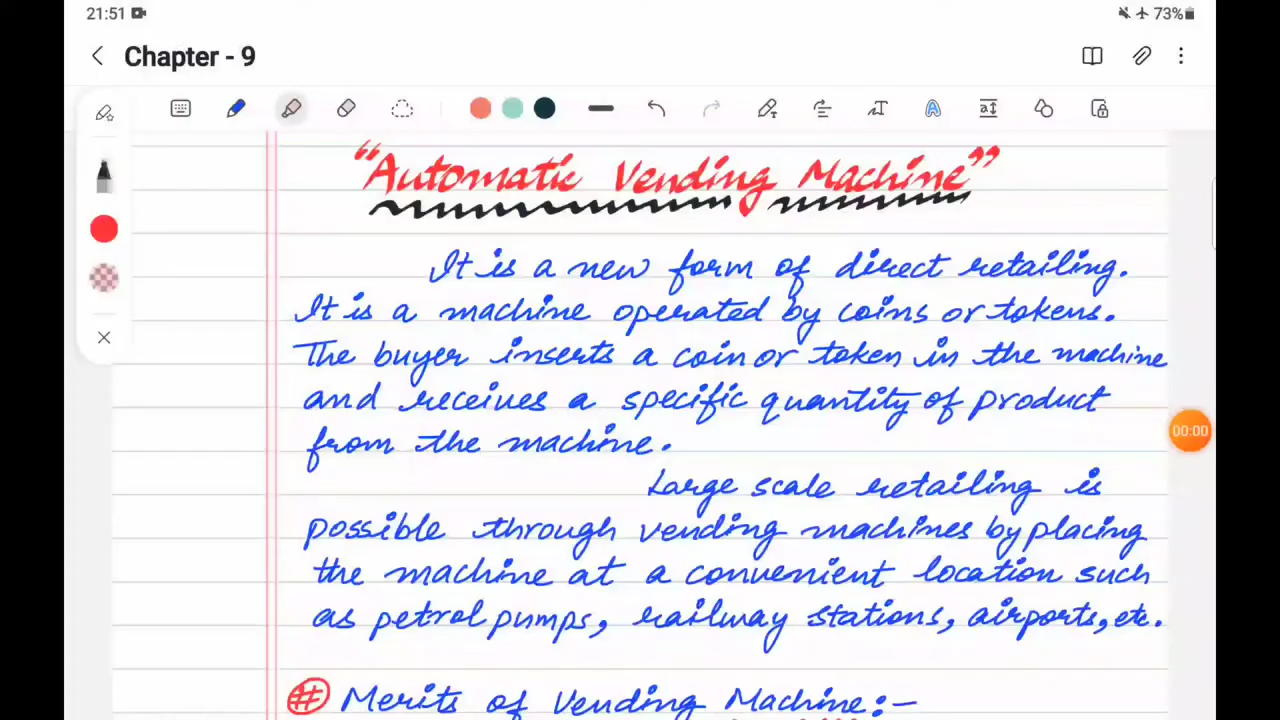 21:51
73%
Chapter - 9
"Automatic Vending Machine"
It is a new form of direct retailing.
It is a machine operated by coins or tokens.
The buyer inserts a coin or token in the machine
and receives a specific quantity of product
from the machine.
00:00
Large scale retailing is
possible through vending machines by placing
the machine at a convenient location such
as petrol pumps, railway stations, airports, etc.
# Merits of Vending Machine:-